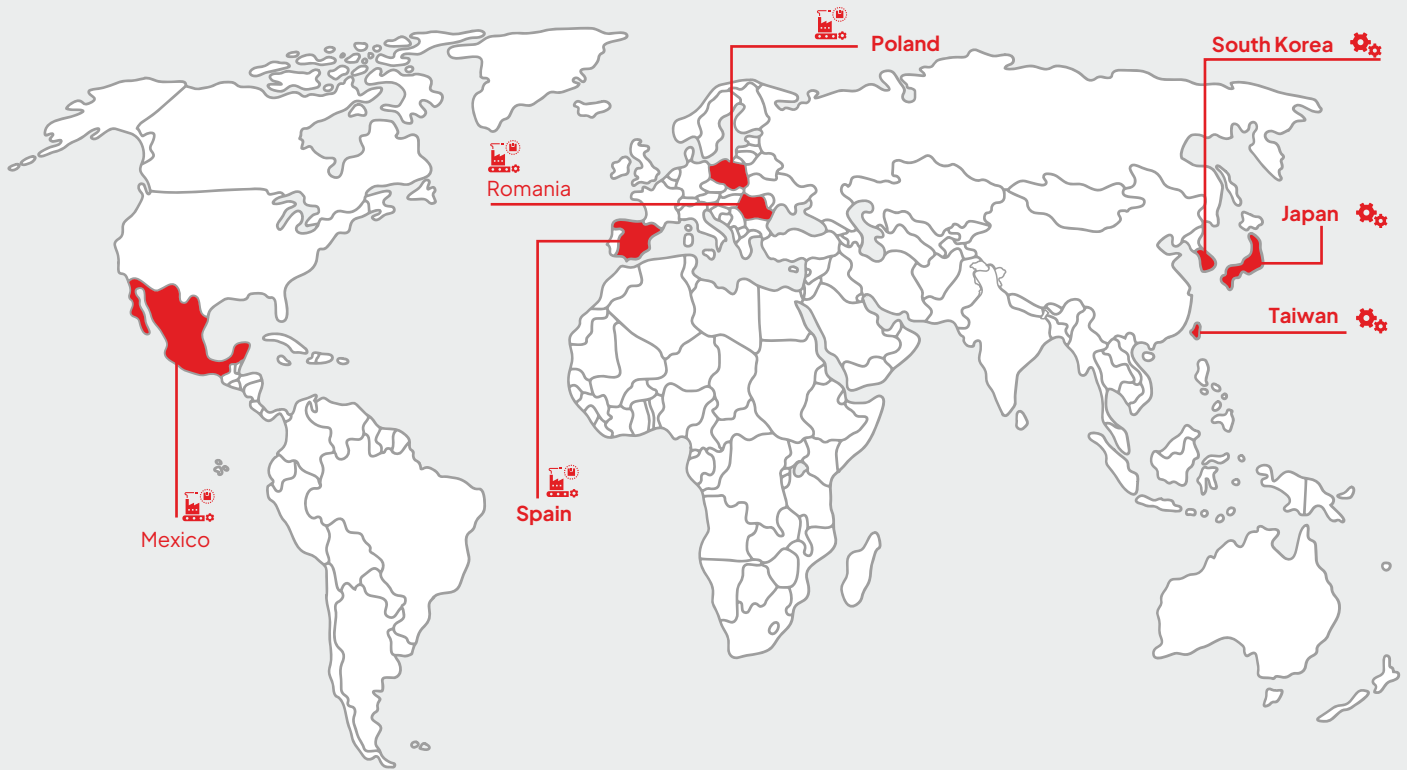 Poland
South Korea
Romania
Japan
Taiwan
Spain
Mexico